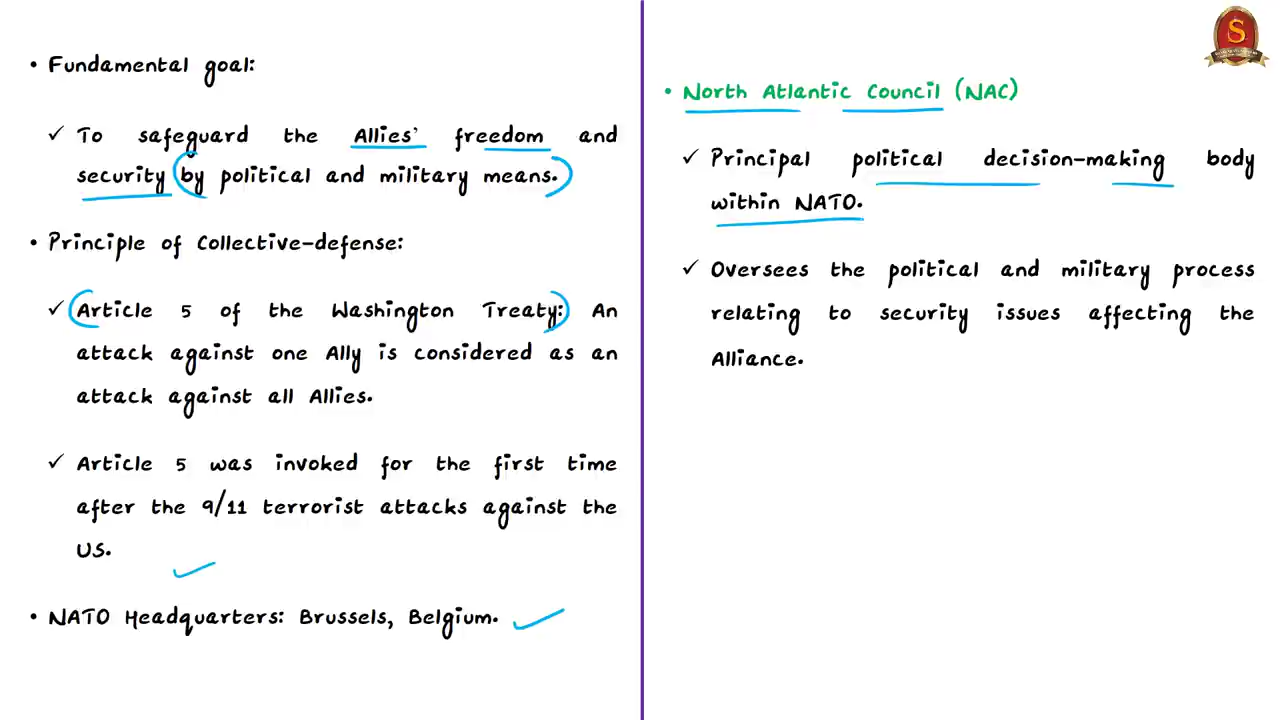 • Fundamental goal:
✓ To safeguard the Allies' freedom and
security by political and military means.
• Principle of Collective-defense:
✓ Article 5 of the Washington Treaty: An
attack against one Ally is considered as an
attack against all Allies.
✓ Article 5 was invoked for the first time
after the 9/11 terrorist attacks against the
US.
• NATO Headquarters: Brussels, Belgium.
• North Atlantic Council (NAC)
✓ Principal political decision-making body
within NATO.
✓ Oversees the political and military process
relating to security issues affecting the
Alliance.
S